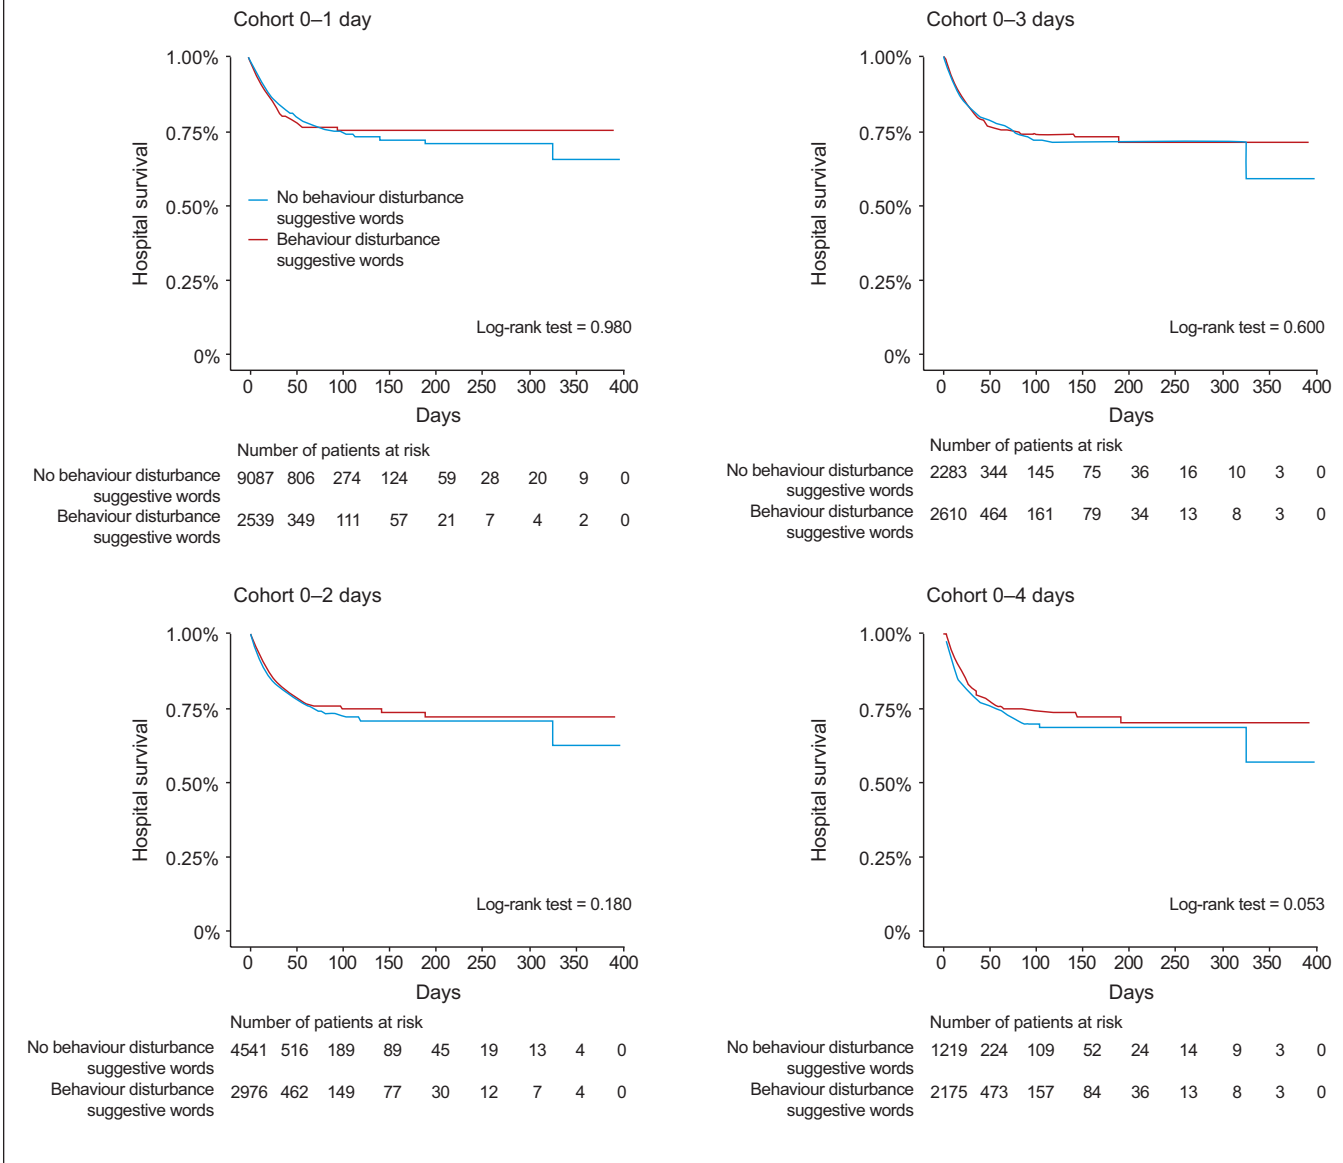 Cohort 0–1 day
1.00%
0.75%
0.50%
0.25%
0%
Hospital survival
No behaviour disturbance
suggestive words
Behaviour disturbance
suggestive words
Log-rank test = 0.980
0 50 100 150 200 250 300 350 400
Days
Number of patients at risk
No behaviour disturbance 9087 806 274 124 59 28 20 9 0
suggestive words
Behaviour disturbance 2539 349 111 57 21 7 4 2 0
suggestive words
Cohort 0–3 days
1.00%
0.75%
0.50%
0.25%
0%
Hospital survival
Log-rank test = 0.600
0 50 100 150 200 250 300 350 400
Days
Number of patients at risk
No behaviour disturbance 2283 344 145 75 36 16 10 3 0
suggestive words
Behaviour disturbance 2610 464 161 79 34 13 8 3 0
suggestive words
Cohort 0–2 days
1.00%
0.75%
0.50%
0.25%
0%
Hospital survival
Log-rank test = 0.180
0 50 100 150 200 250 300 350 400
Days
Number of patients at risk
No behaviour disturbance 4541 516 189 89 45 19 13 4 0
suggestive words
Behaviour disturbance 2976 462 149 77 30 12 7 4 0
suggestive words
Cohort 0–4 days
1.00%
0.75%
0.50%
0.25%
0%
Hospital survival
Log-rank test = 0.053
0 50 100 150 200 250 300 350 400
Days
Number of patients at risk
No behaviour disturbance 1219 224 109 52 24 14 9 3 0
suggestive words
Behaviour disturbance 2175 473 157 84 36 13 8 3 0
suggestive words